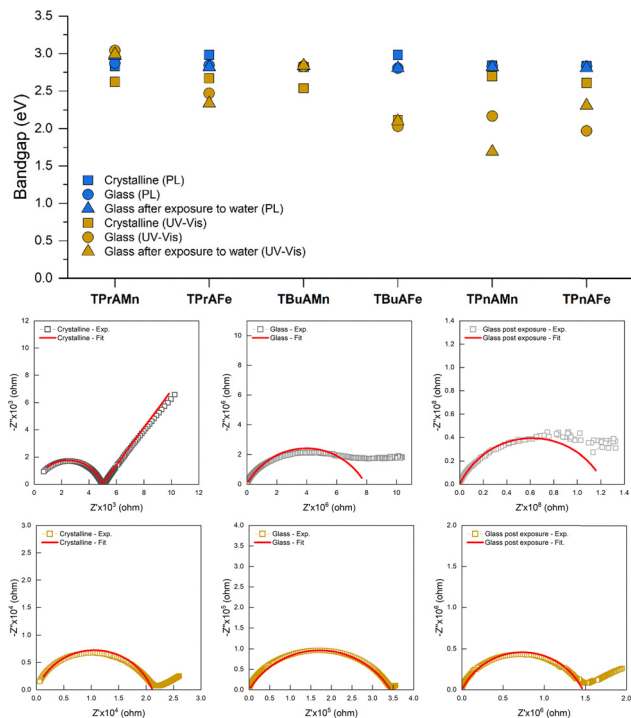 3.5
3.0
2.5
2.0
1.5
1.0
0.5
0.0
Bandgap (eV)
Crystalline (PL)
Glass (PL)
Glass after exposure to water (PL)
Crystalline (UV-Vis)
Glass (UV-Vis)
Glass after exposure to water (UV-Vis)
TPrAMn TPrAFe TBuAMn TBuAFe TPnAMn TPnAFe
12
10
8
6
4
2
0
-Z''x10³ (ohm)
Crystalline - Exp.
Crystalline - Fit
0 2 4 6 8 10 12
Z'x10³ (ohm)
10
8
6
4
2
0
-Z''x10⁶ (ohm)
Glass - Exp.
Glass - Fit
0 2 4 6 8 10
Z'x10⁶ (ohm)
1.4
1.2
1.0
0.8
0.6
0.4
0.2
0.0
-Z''x10⁸ (ohm)
Glass post exposure - Exp.
Glass post exposure - Fit
0.0 0.2 0.4 0.6 0.8 1.0 1.2 1.4
Z'x10⁸ (ohm)
3.0
2.5
2.0
1.5
1.0
0.5
0.0
-Z''x10⁴ (ohm)
Crystalline - Exp.
Crystalline - Fit
0.0 0.5 1.0 1.5 2.0 2.5 3.0
Z'x10⁴ (ohm)
5.0
4.5
4.0
3.5
3.0
2.5
2.0
1.5
1.0
0.5
0.0
-Z''x10⁵ (ohm)
Glass - Exp.
Glass - Fit
0.0 0.5 1.0 1.5 2.0 2.5 3.0 3.5 4.0 4.5 5.0
Z'x10⁵ (ohm)
2.0
1.5
1.0
0.5
0.0
-Z''x10⁶ (ohm)
Glass post exposure - Exp.
Glass post exposure - Fit.
0.0 0.5 1.0 1.5 2.0
Z'x10⁶ (ohm)